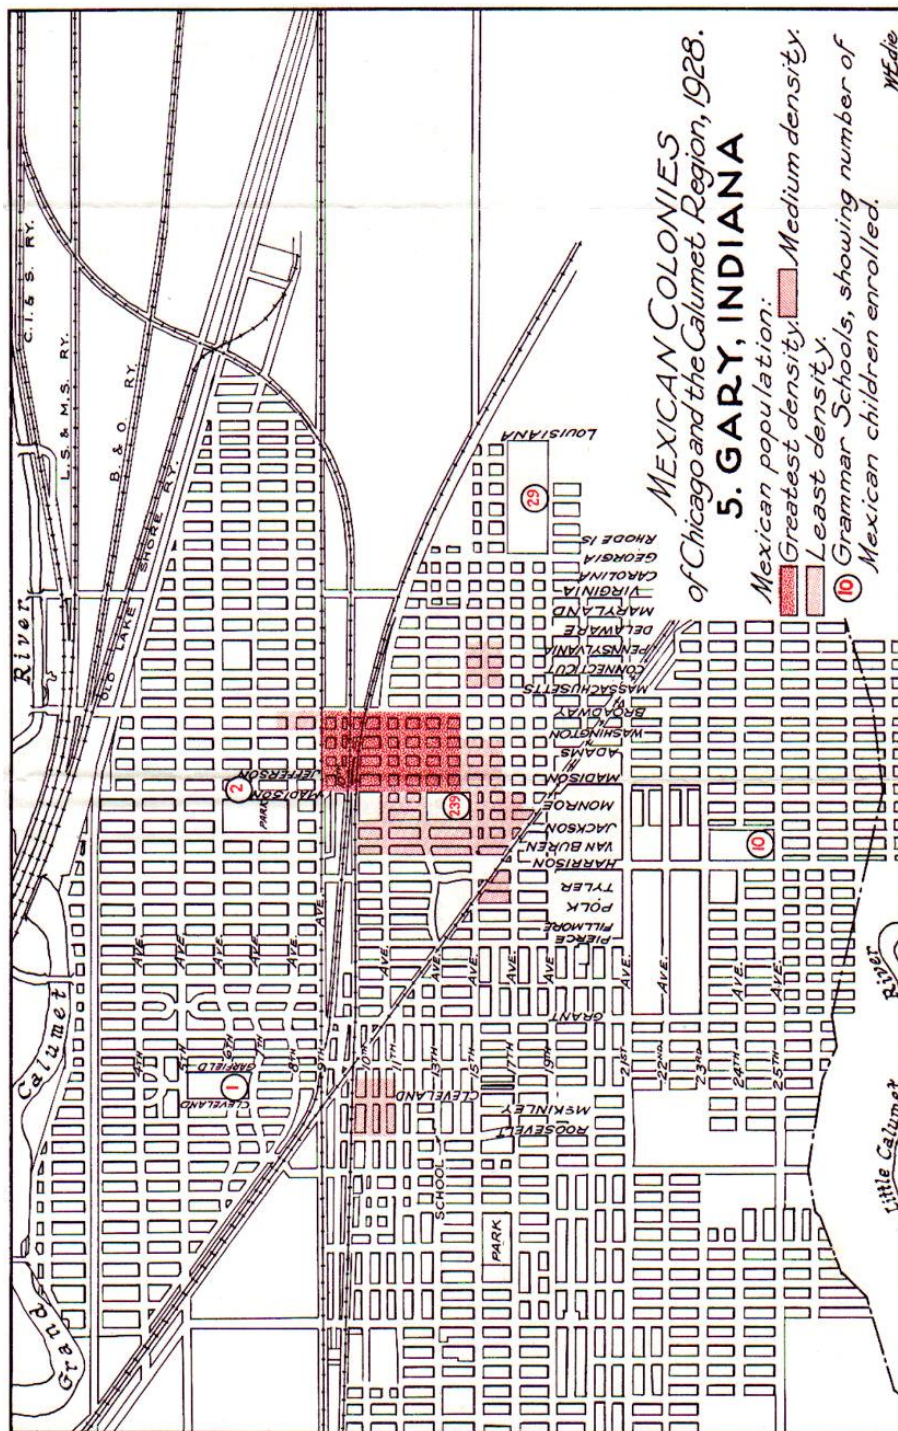 MEXICAN COLONIES
of Chicago and the Calumet Region, 1928.
5. GARY, INDIANA
Mexican population:
Greatest density. Medium density.
Least density.
10 Grammar Schools, showing number of
Mexican children enrolled.
C. I. & S. RY.
L. S. & M. S. RY.
B. & O. RY.
OLD LAKE SHORE RY.
Grand
Calumet
River
Little Calumet
River
4TH AVE.
5TH AVE.
6TH AVE.
7TH AVE.
8TH AVE.
9TH AVE.
10TH AVE.
11TH
13TH AVE.
15TH AVE.
17TH AVE.
19TH AVE.
21ST AVE.
22ND AVE.
23RD
24TH AVE.
25TH AVE.
CLEVELAND
GARFIELD
MADISON
JEFFERSON
PARK
1
2
239
29
10
LOUISIANA
RHODE IS
GEORGIA
CAROLINA
VIRGINIA
MARYLAND
DELAWARE
PENNSYLVANIA
CONNECTICUT
MASSACHUSETTS
BROADWAY
WASHINGTON
ADAMS
MADISON
MONROE
JACKSON
VAN BUREN
HARRISON
TYLER
POLK
FILLMORE
PIERCE
GRANT
CLEVELAND
McKINLEY
ROOSEVELT
SCHOOL
PARK